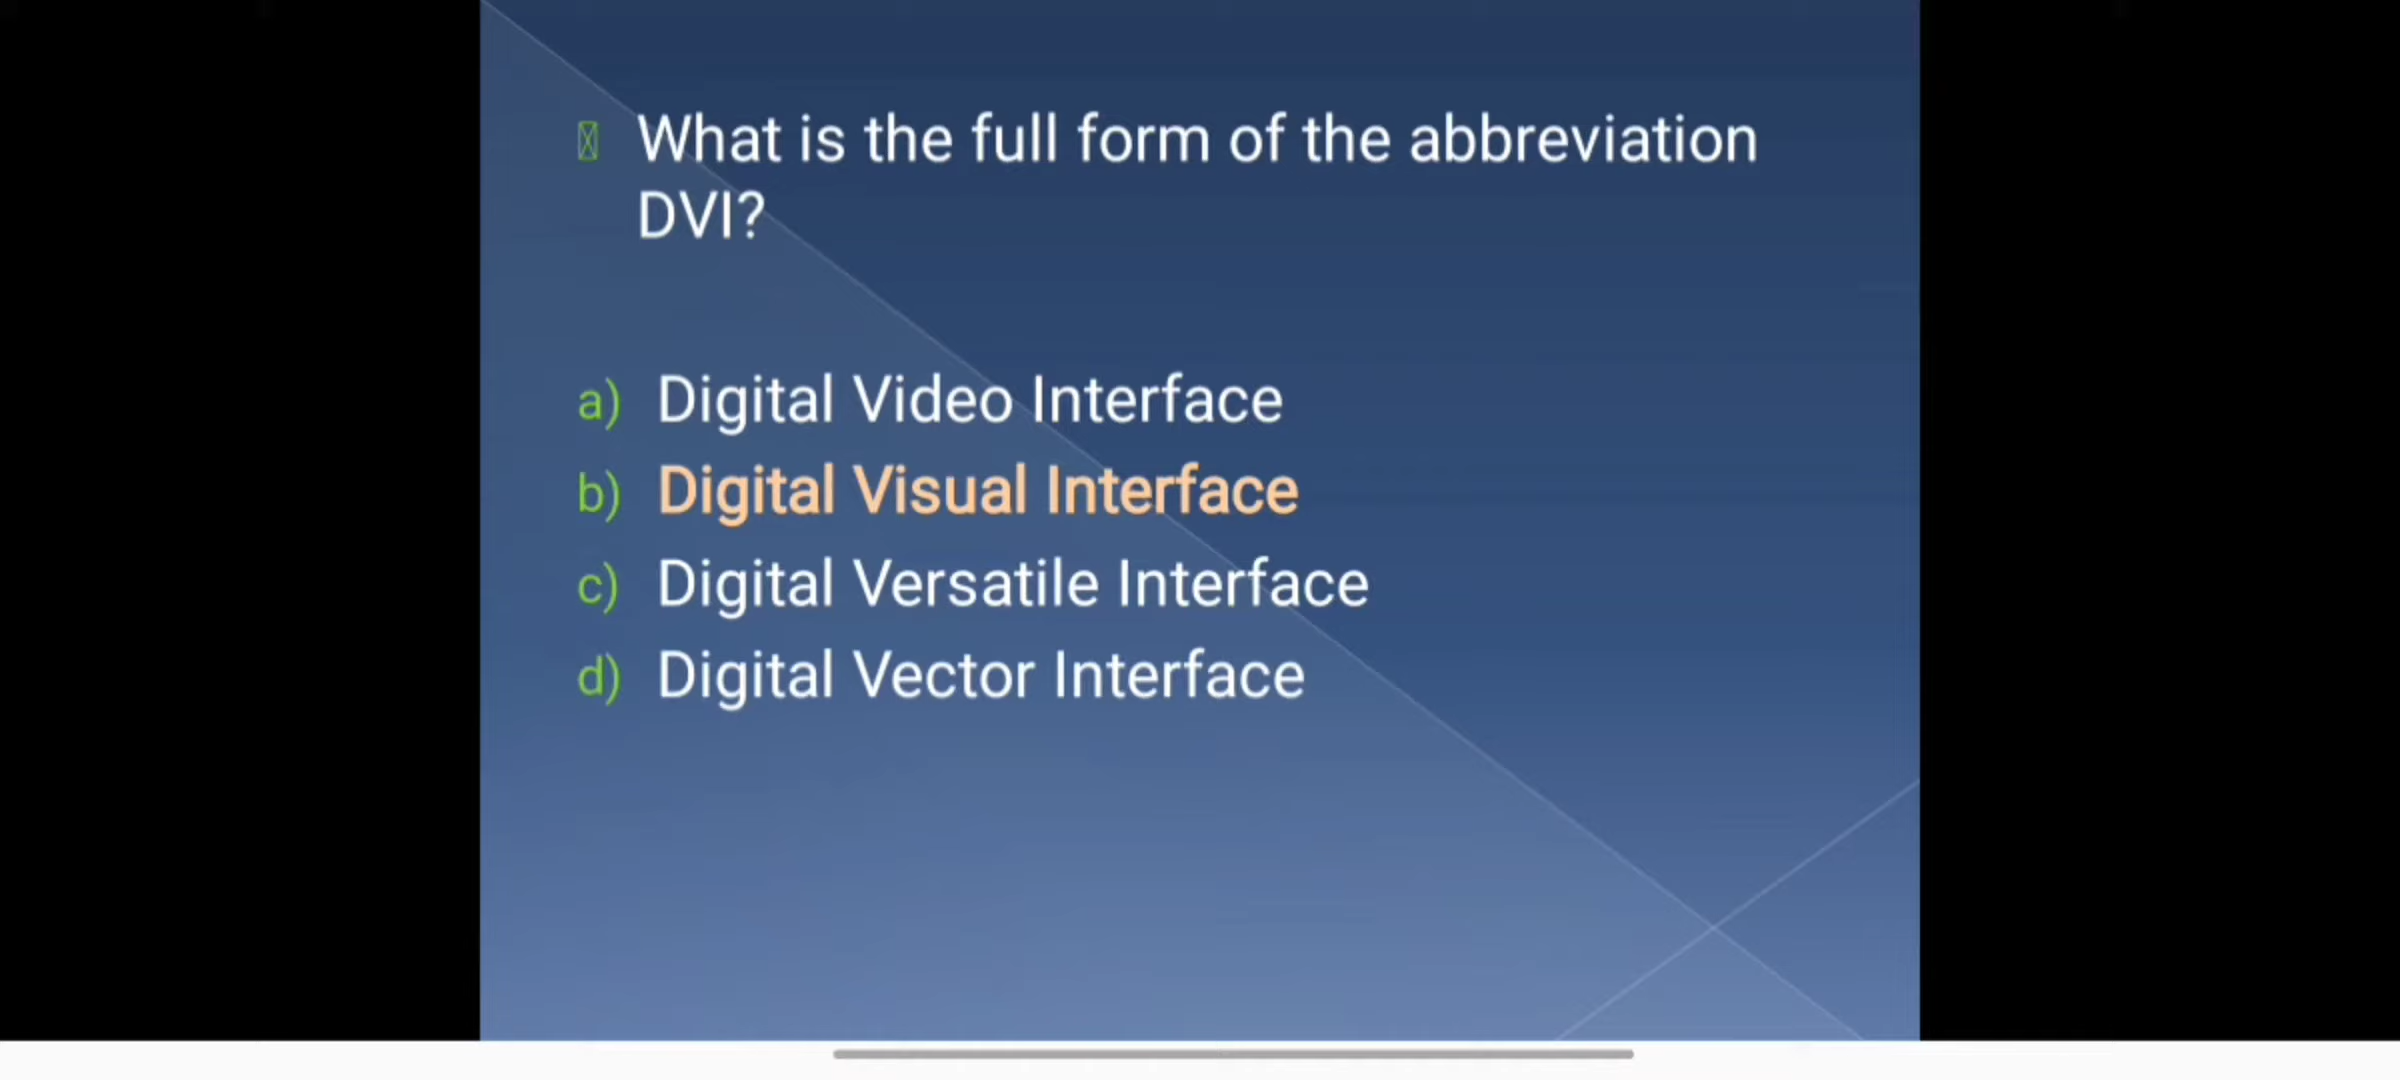 What is the full form of the abbreviation
DVI?
a) Digital Video Interface
b) Digital Visual Interface
c) Digital Versatile Interface
d) Digital Vector Interface